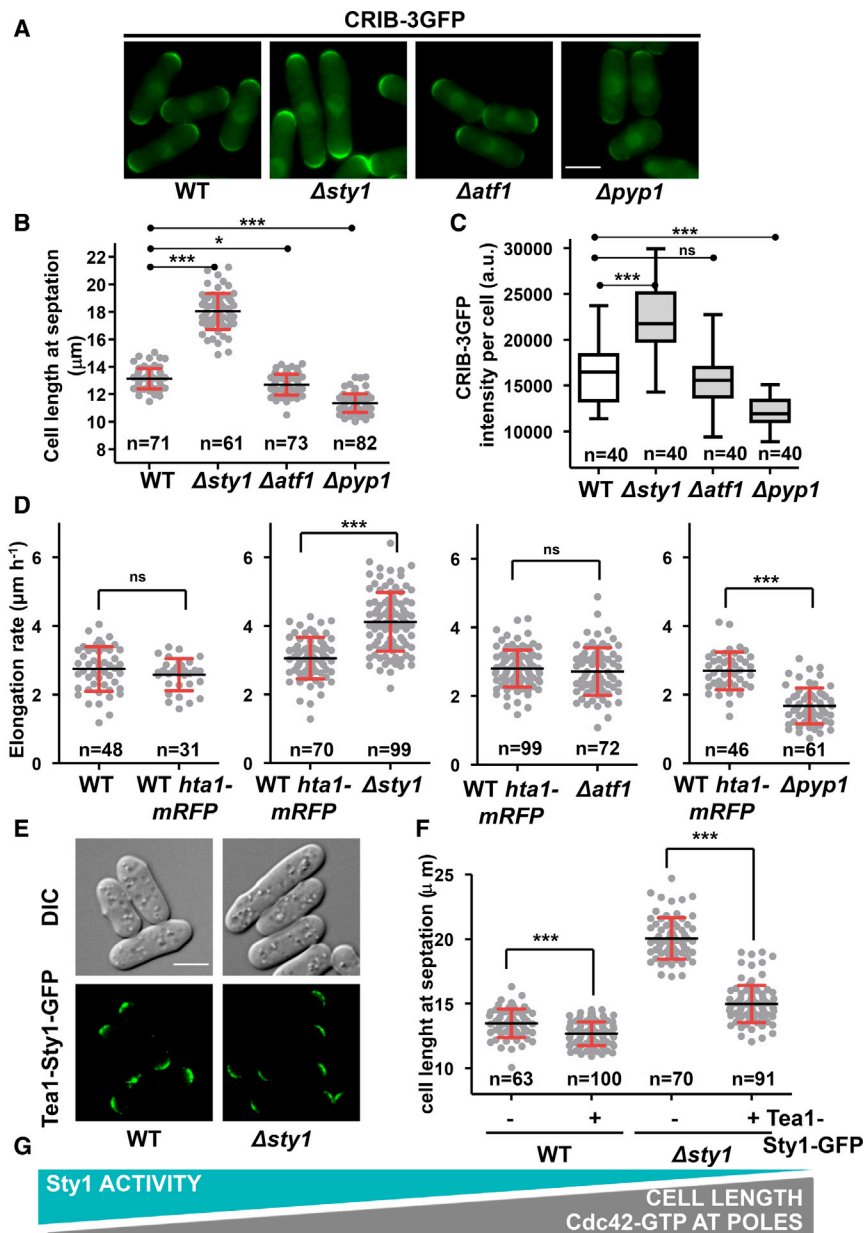 A
CRIB-3GFP
WT Δsty1 Δatf1 Δpyp1
B
Cell length at septation (μm)
22
20
18
16
14
12
10
8
***
*
***
n=71 n=61 n=73 n=82
WT Δsty1 Δatf1 Δpyp1
C
CRIB-3GFP intensity per cell (a.u.)
30000
25000
20000
15000
10000
***
ns
***
n=40 n=40 n=40 n=40
WT Δsty1 Δatf1 Δpyp1
D
Elongation rate (μm h⁻¹)
6
4
2
0
ns
n=48 n=31
WT WT hta1-mRFP
6
4
2
0
***
n=70 n=99
WT hta1-mRFP Δsty1
6
4
2
0
ns
n=99 n=72
WT hta1-mRFP Δatf1
6
4
2
0
***
n=46 n=61
WT hta1-mRFP Δpyp1
E
DIC
Tea1-Sty1-GFP
WT Δsty1
F
cell lenght at septation (μ m)
25
20
15
10
***
***
n=63 n=100 n=70 n=91
- + - + Tea1-Sty1-GFP
WT Δsty1
G
Sty1 ACTIVITY
CELL LENGTH
Cdc42-GTP AT POLES